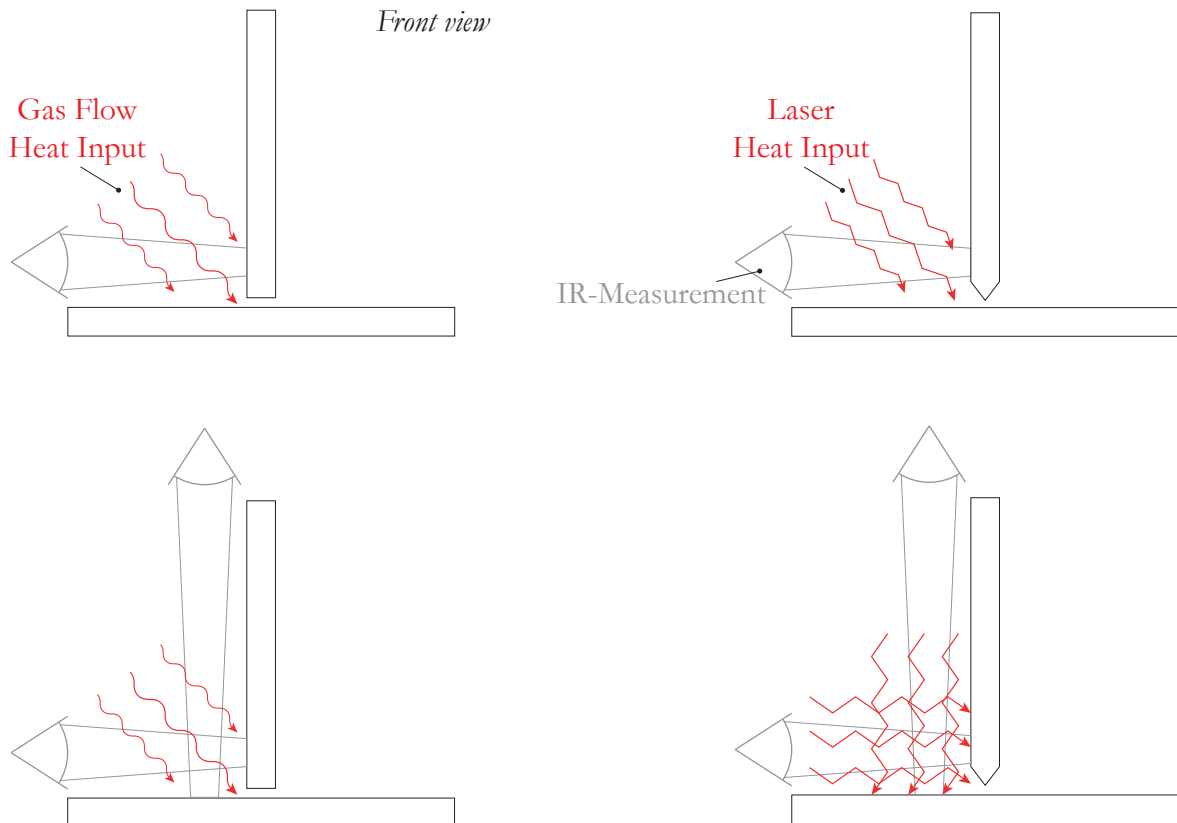 Front view
Gas Flow
Heat Input
Laser
Heat Input
IR-Measurement